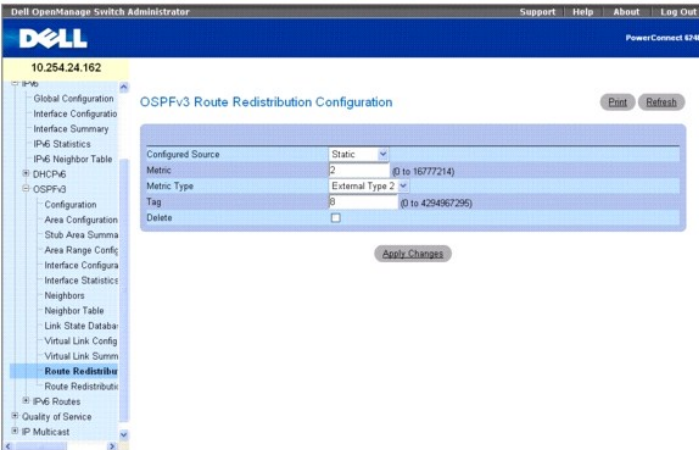 Dell OpenManage Switch Administrator
Support Help About Log Out
DELL
PowerConnect 6248
10.254.24.162
IPv6
Global Configuration
Interface Configuratio
Interface Summary
IPv6 Statistics
IPv6 Neighbor Table
DHCPv6
OSPFv3
Configuration
Area Configuration
Stub Area Summa
Area Range Config
Interface Configura
Interface Statistics
Neighbors
Neighbor Table
Link State Databa
Virtual Link Config
Virtual Link Summ
Route Redistribu
Route Redistributio
IPv6 Routes
Quality of Service
IP Multicast
OSPFv3 Route Redistribution Configuration
Print Refresh
Configured Source Static
Metric 2 (0 to 16777214)
Metric Type External Type 2
Tag 8 (0 to 4294967295)
Delete
Apply Changes